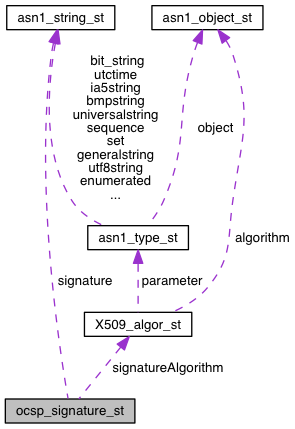 asn1_string_st
asn1_object_st
bit_string
utctime
ia5string
bmpstring
universalstring
sequence
set
generalstring
utf8string
enumerated
...
object
asn1_type_st
algorithm
signature
parameter
X509_algor_st
signatureAlgorithm
ocsp_signature_st